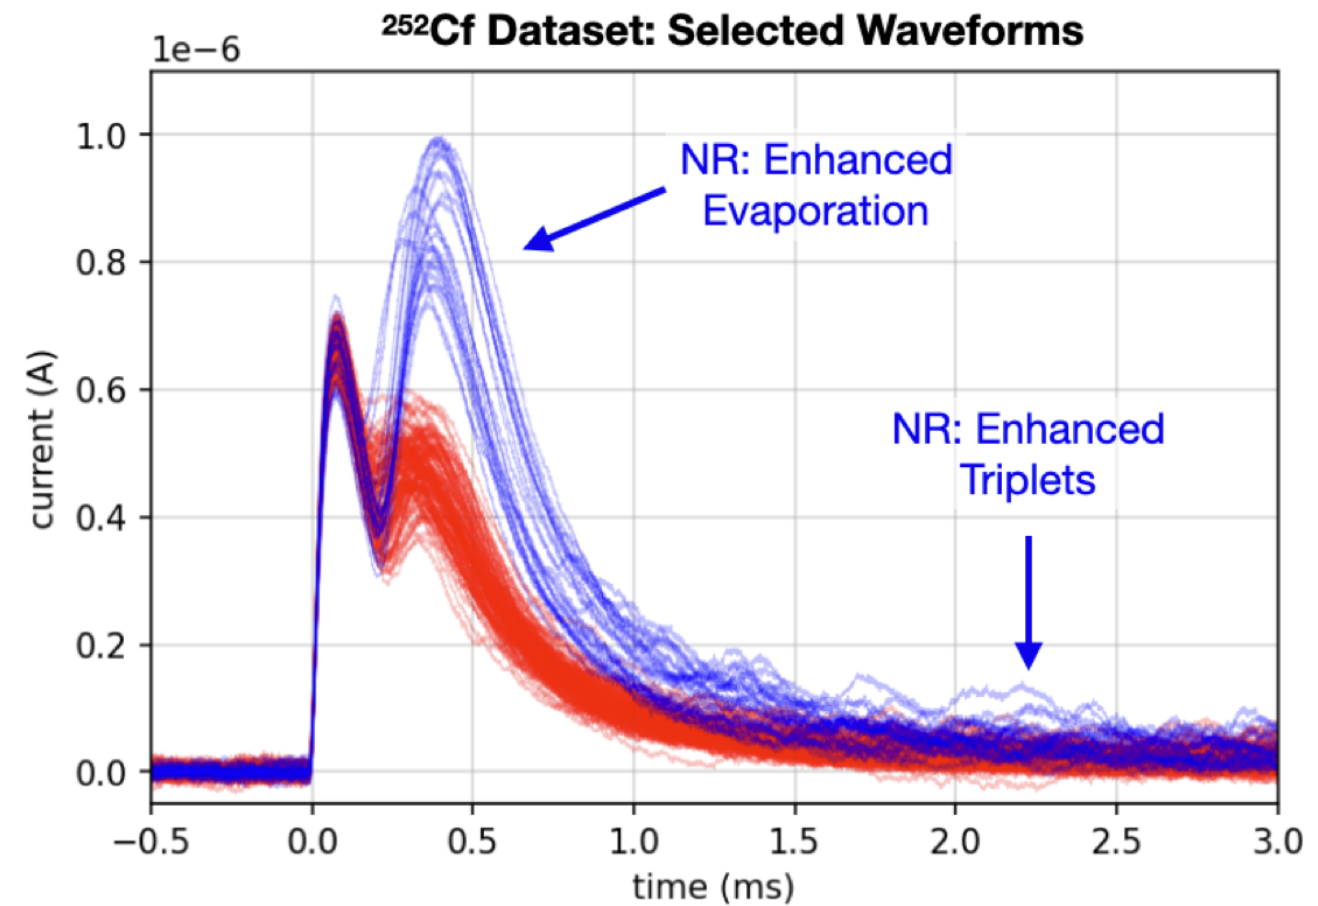 ²⁵²Cf Dataset: Selected Waveforms
1e−6
1.0
0.8
0.6
0.4
0.2
0.0
current (A)
NR: Enhanced
Evaporation
NR: Enhanced
Triplets
−0.5 0.0 0.5 1.0 1.5 2.0 2.5 3.0
time (ms)